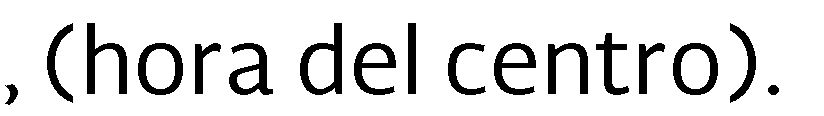 , (hora del centro).